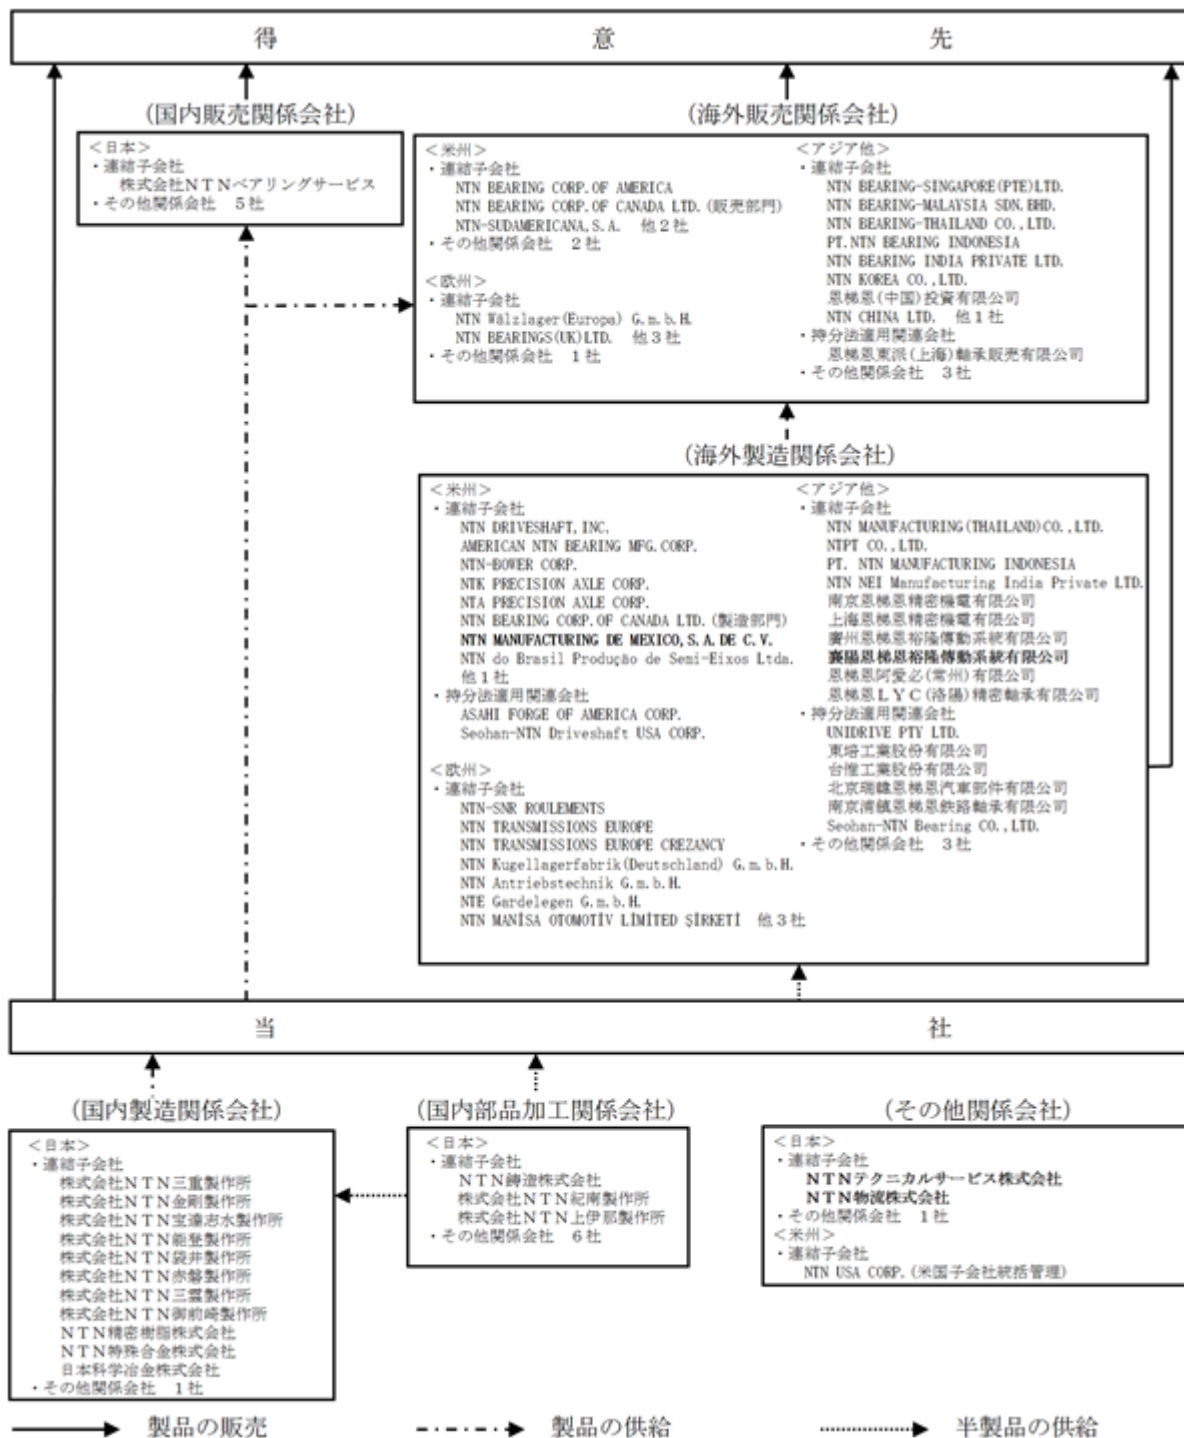 得意先
(国内販売関係会社)
<日本>
・連結子会社
株式会社NTNベアリングサービス
・その他関係会社 5社
(海外販売関係会社)
<米州>
・連結子会社
NTN BEARING CORP.OF AMERICA
NTN BEARING CORP.OF CANADA LTD.(販売部門)
NTN-SUDAMERICANA,S.A. 他2社
・その他関係会社 2社
<欧州>
・連結子会社
NTN Wälzlager(Europa) G.m.b.H.
NTN BEARINGS(UK)LTD. 他3社
・その他関係会社 1社
<アジア他>
・連結子会社
NTN BEARING-SINGAPORE(PTE)LTD.
NTN BEARING-MALAYSIA SDN.BHD.
NTN BEARING-THAILAND CO.,LTD.
PT.NTN BEARING INDONESIA
NTN BEARING INDIA PRIVATE LTD.
NTN KOREA CO.,LTD.
恩梯恩(中国)投資有限公司
NTN CHINA LTD. 他1社
・持分法適用関連会社
恩梯恩東派(上海)軸承販売有限公司
・その他関係会社 3社
(海外製造関係会社)
<米州>
・連結子会社
NTN DRIVESHAFT,INC.
AMERICAN NTN BEARING MFG.CORP.
NTN-BOWER CORP.
NTK PRECISION AXLE CORP.
NTA PRECISION AXLE CORP.
NTN BEARING CORP.OF CANADA LTD.(製造部門)
NTN MANUFACTURING DE MEXICO,S.A.DE C.V.
NTN do Brasil Produção de Semi-Eixos Ltda.
他1社
・持分法適用関連会社
ASAHI FORGE OF AMERICA CORP.
Seohan-NTN Driveshaft USA CORP.
<欧州>
・連結子会社
NTN-SNR ROULEMENTS
NTN TRANSMISSIONS EUROPE
NTN TRANSMISSIONS EUROPE CREZANCY
NTN Kugellagerfabrik(Deutschland) G.m.b.H.
NTN Antriebstechnik G.m.b.H.
NTE Gardelegen G.m.b.H.
NTN MANİSA OTOMOTİV LİMİTED ŞİRKETİ 他3社
<アジア他>
・連結子会社
NTN MANUFACTURING(THAILAND)CO.,LTD.
NTPT CO.,LTD.
PT. NTN MANUFACTURING INDONESIA
NTN NEI Manufacturing India Private LTD.
南京恩梯恩精密機電有限公司
上海恩梯恩精密機電有限公司
廣州恩梯恩裕隆傳動系統有限公司
襄陽恩梯恩裕隆傳動系統有限公司
恩梯恩阿愛必(常州)有限公司
恩梯恩LYC(洛陽)精密軸承有限公司
・持分法適用関連会社
UNIDRIVE PTY LTD.
東培工業股份有限公司
台惟工業股份有限公司
北京瑞韓恩梯恩汽車部件有限公司
南京浦鎮恩梯恩鉄路軸承有限公司
Seohan-NTN Bearing CO.,LTD.
・その他関係会社 3社
当社
(国内製造関係会社)
<日本>
・連結子会社
株式会社NTN三重製作所
株式会社NTN金剛製作所
株式会社NTN宝達志水製作所
株式会社NTN能登製作所
株式会社NTN袋井製作所
株式会社NTN赤磐製作所
株式会社NTN三雲製作所
株式会社NTN御前崎製作所
NTN精密樹脂株式会社
NTN特殊合金株式会社
日本科学冶金株式会社
・その他関係会社 1社
(国内部品加工関係会社)
<日本>
・連結子会社
NTN鋳造株式会社
株式会社NTN紀南製作所
株式会社NTN上伊那製作所
・その他関係会社 6社
(その他関係会社)
<日本>
・連結子会社
NTNテクニカルサービス株式会社
NTN物流株式会社
・その他関係会社 1社
<米州>
・連結子会社
NTN USA CORP.(米国子会社統括管理)
製品の販売
製品の供給
半製品の供給